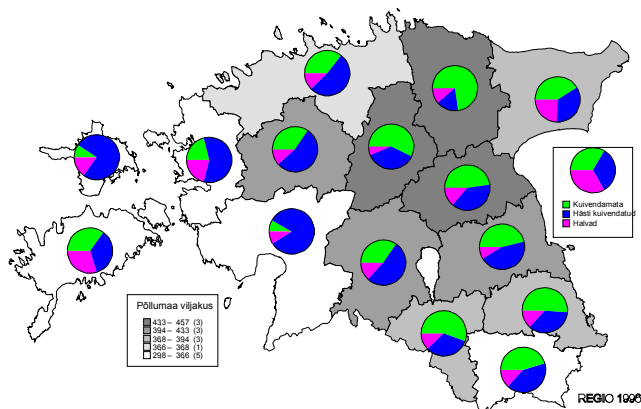 Kuivendamata
Hästi kuivendatud
Halvad
Põllumaa viljakus
433 – 457 (3)
394 – 433 (3)
368 – 394 (3)
366 – 368 (1)
298 – 366 (5)
REGIO